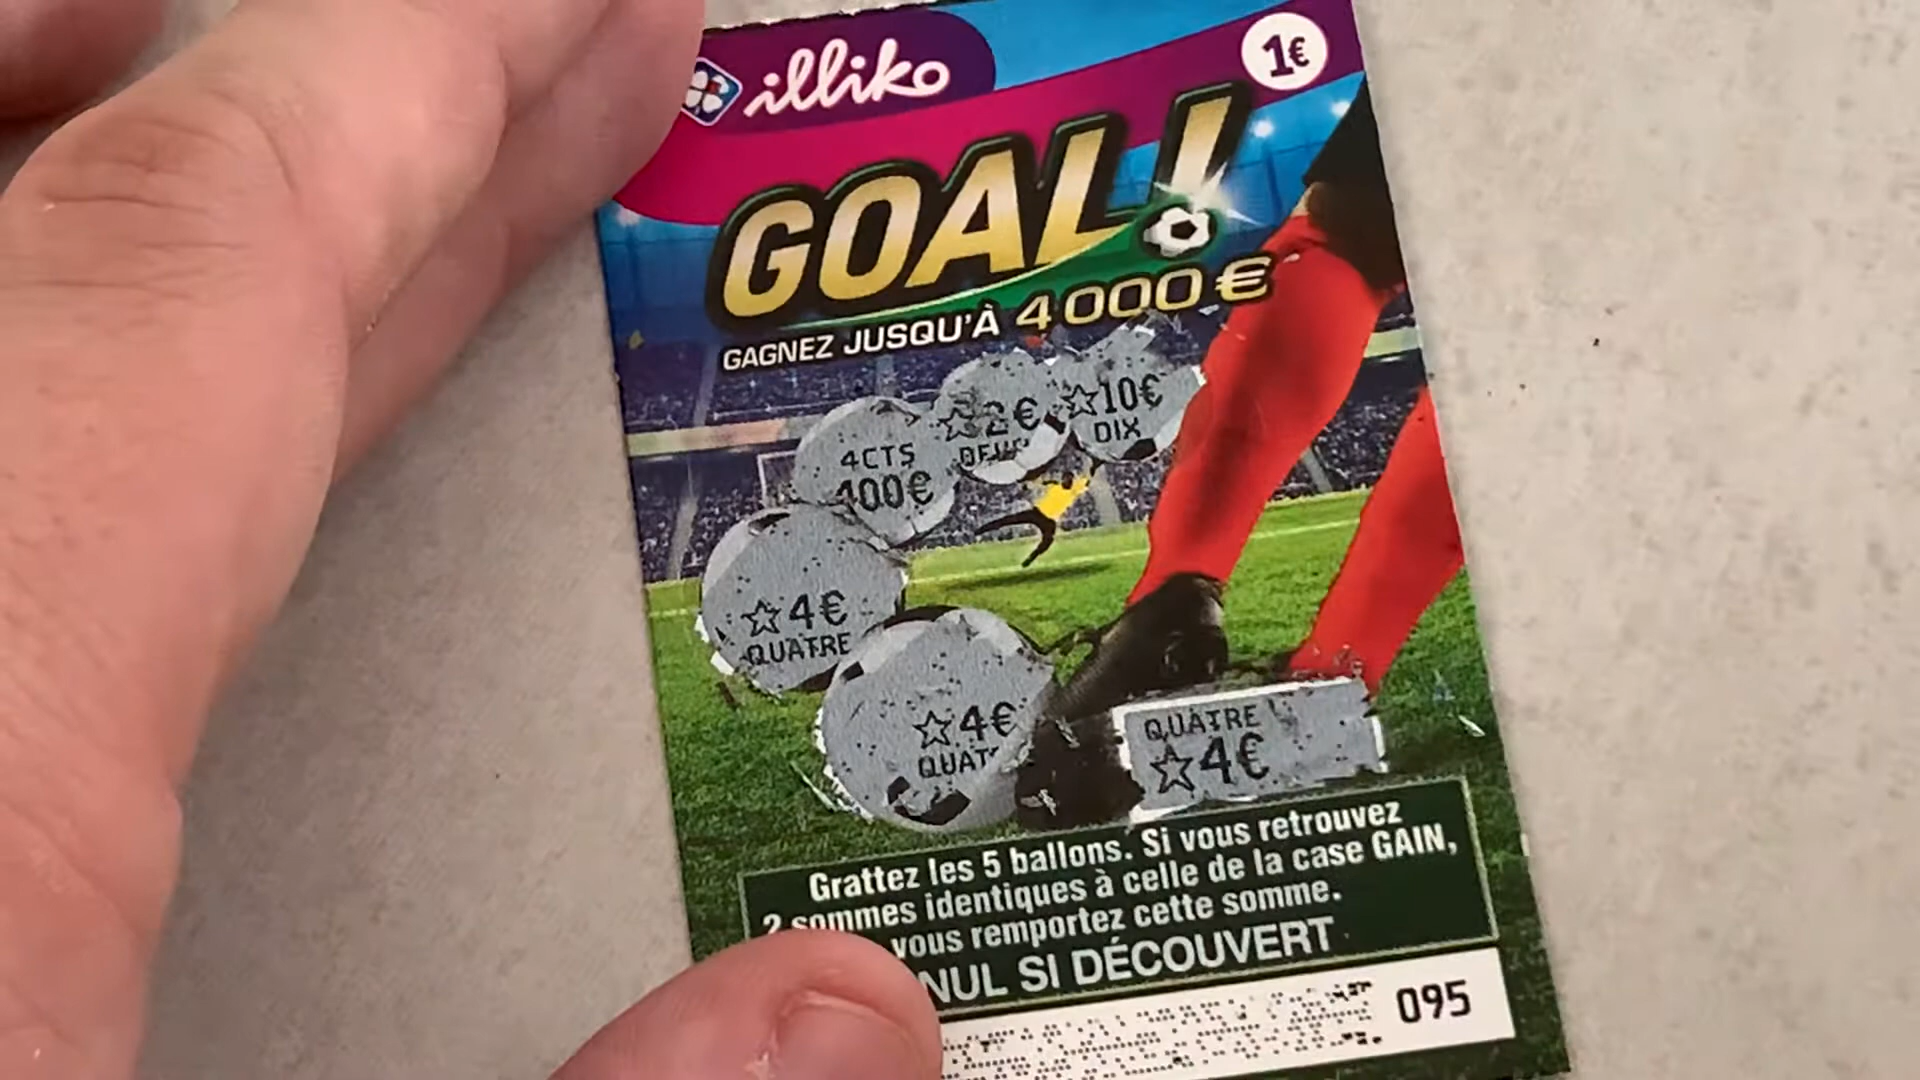 illiko
1€
GOAL!
GAGNEZ JUSQU'À 4 000 €
☆10€
DIX
☆2€
4CTS
400€
☆4€
QUATRE
☆4€
QUATRE
☆4€
Grattez les 5 ballons. Si vous retrouvez
2 sommes identiques à celle de la case GAIN,
vous remportez cette somme.
NUL SI DÉCOUVERT
095